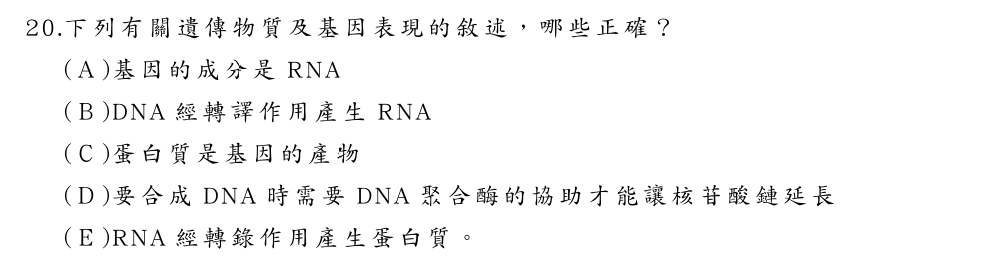 20.下列有關遺傳物質及基因表現的敘述，哪些正確？
(A)基因的成分是 RNA
(B)DNA 經轉譯作用產生 RNA
(C)蛋白質是基因的產物
(D)要合成 DNA 時需要 DNA 聚合酶的協助才能讓核苷酸鏈延長
(E)RNA 經轉錄作用產生蛋白質。